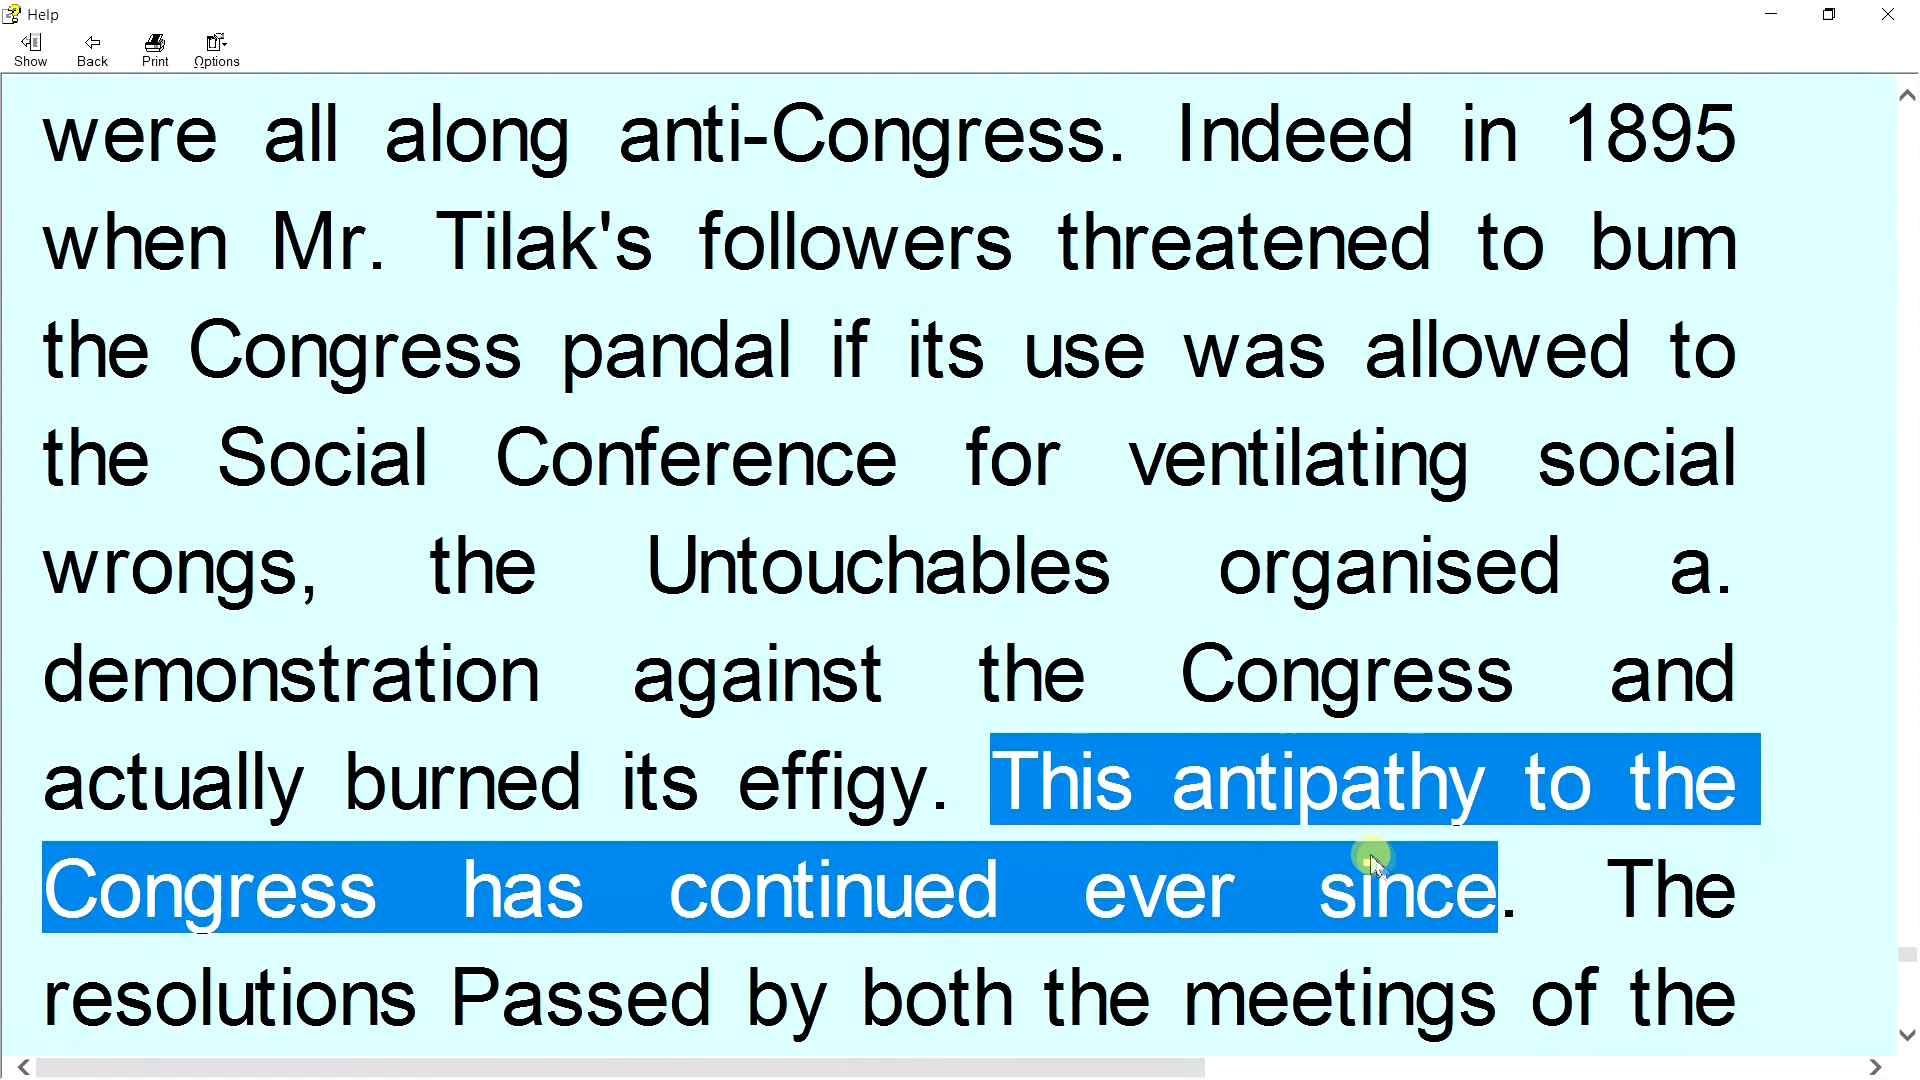 Help
Show Back Print Options
were all along anti-Congress. Indeed in 1895
when Mr. Tilak's followers threatened to bum
the Congress pandal if its use was allowed to
the Social Conference for ventilating social
wrongs, the Untouchables organised a.
demonstration against the Congress and
actually burned its effigy. This antipathy to the
Congress has continued ever since. The
resolutions Passed by both the meetings of the